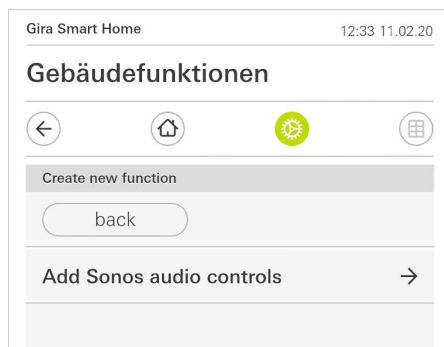 Gira Smart Home 12:33 11.02.20
Gebäudefunktionen
Create new function
back
Add Sonos audio controls